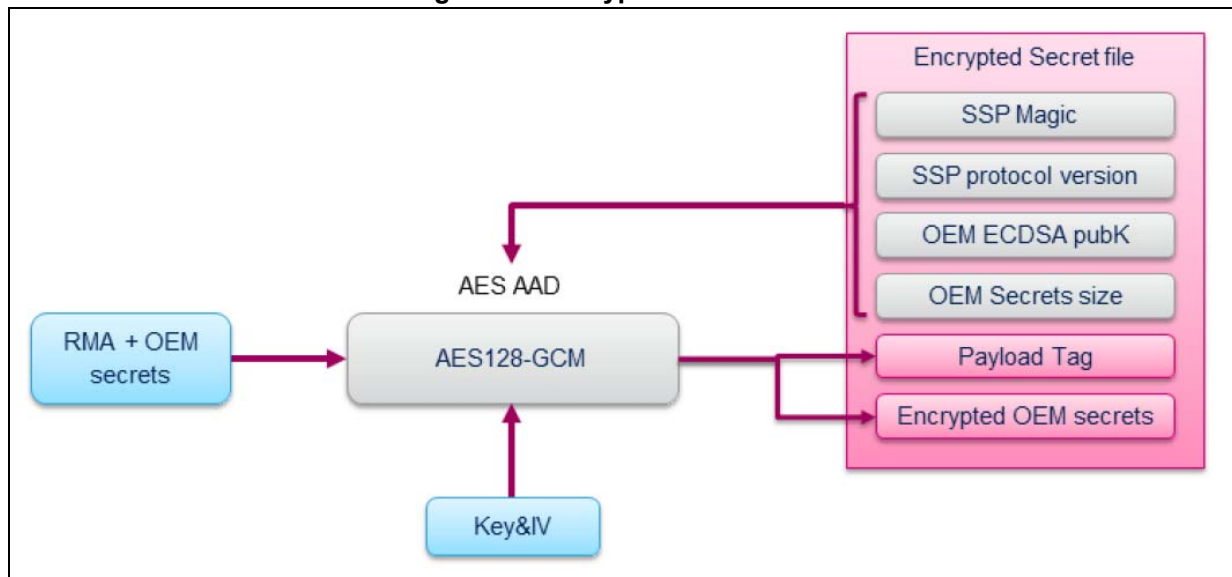 Encrypted Secret file
SSP Magic
SSP protocol version
OEM ECDSA pubK
OEM Secrets size
Payload Tag
Encrypted OEM secrets
AES AAD
AES128-GCM
RMA + OEM
secrets
Key&IV